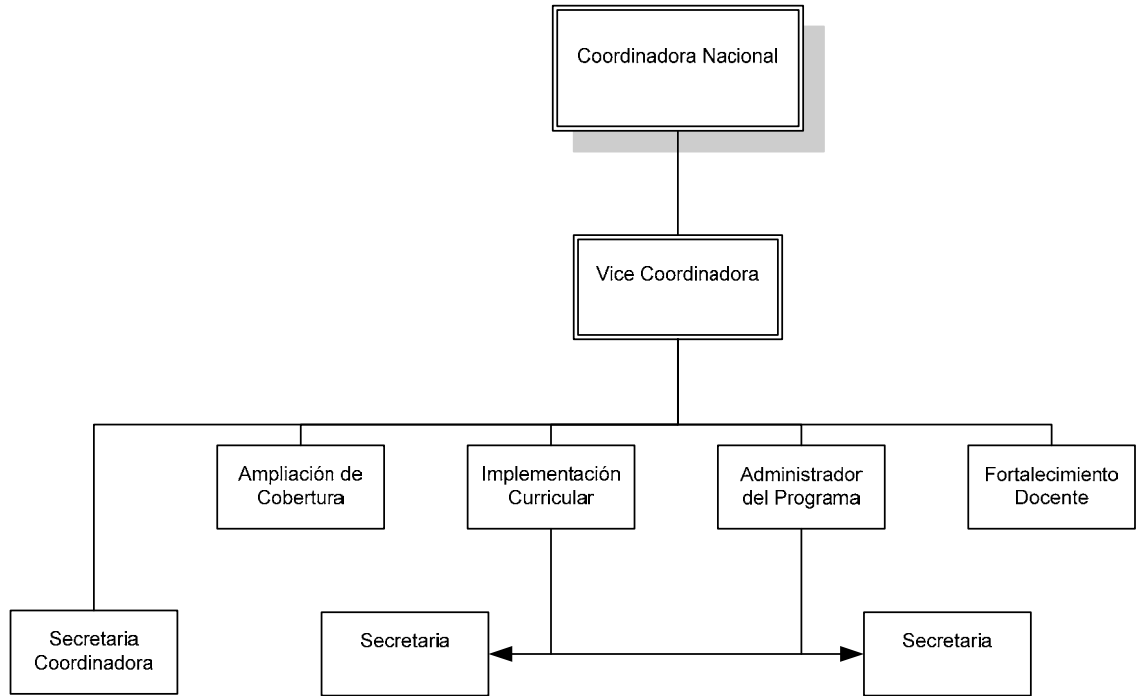 Coordinadora Nacional
Vice Coordinadora
Ampliación de
Cobertura
Implementación
Curricular
Administrador
del Programa
Fortalecimiento
Docente
Secretaria
Coordinadora
Secretaria
Secretaria